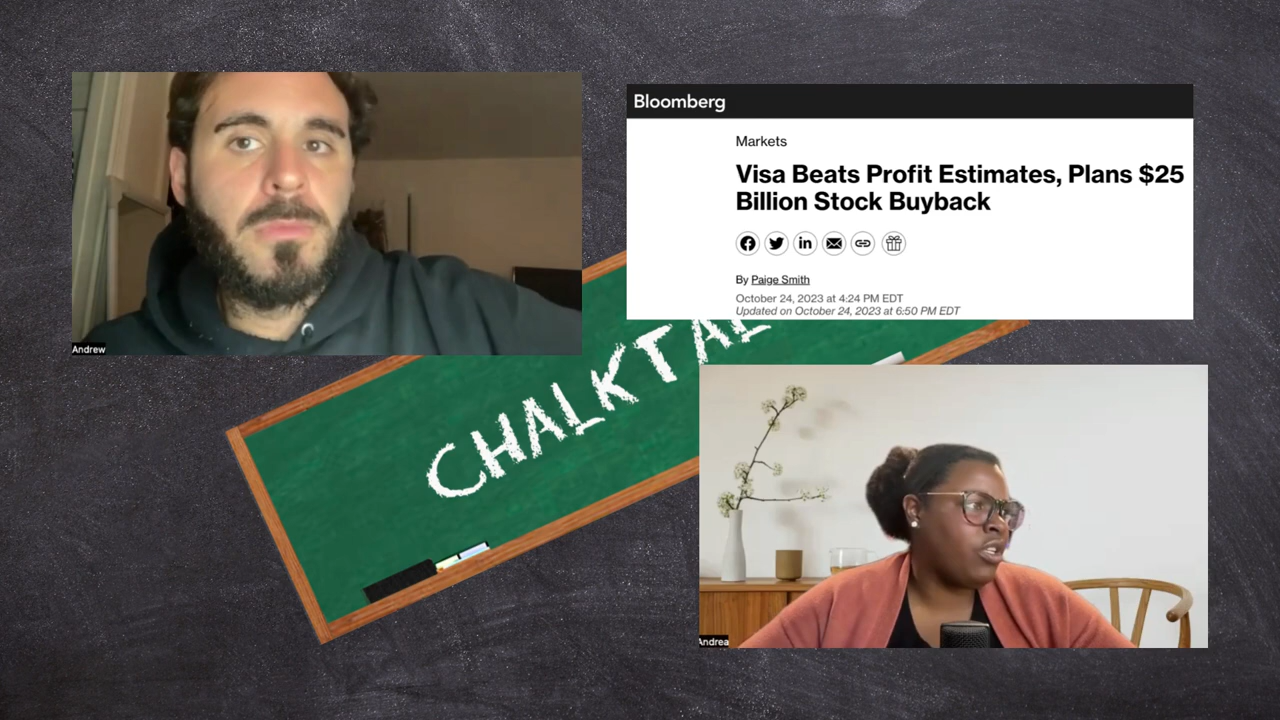 Bloomberg
Markets
Visa Beats Profit Estimates, Plans $25
Billion Stock Buyback
By Paige Smith
October 24, 2023 at 4:24 PM EDT
Updated on October 24, 2023 at 6:50 PM EDT
Andrew
CHALKTAL
Andrea